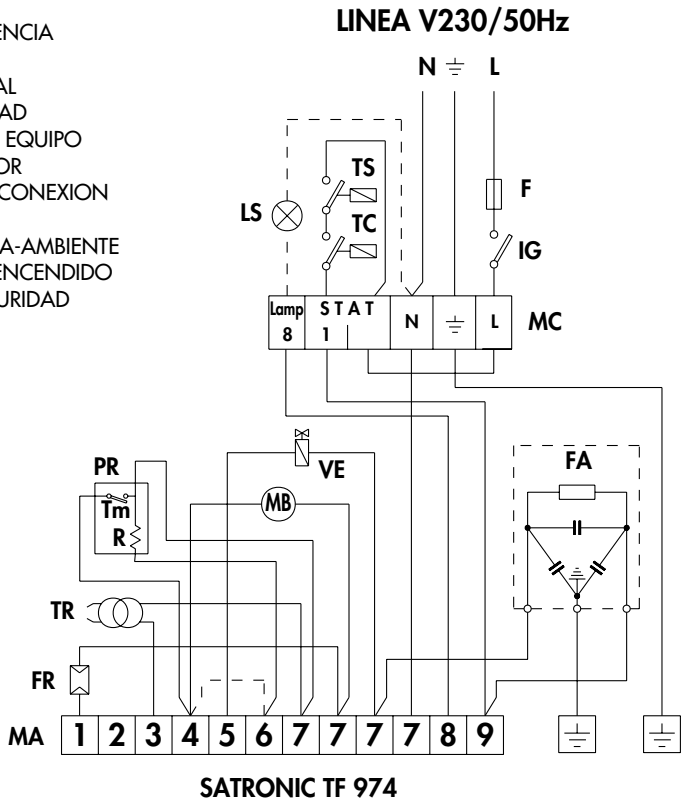 ENCIA
AL
AD
EQUIPO
OR
CONEXION
A-AMBIENTE
ENCENDIDO
URIDAD
LINEA V230/50Hz
N L
TS
F
LS
TC
IG
Lamp STAT N L MC
8 1
PR
VE
FA
Tm
MB
R
TR
FR
MA 1 2 3 4 5 6 7 7 7 7 8 9
SATRONIC TF 974